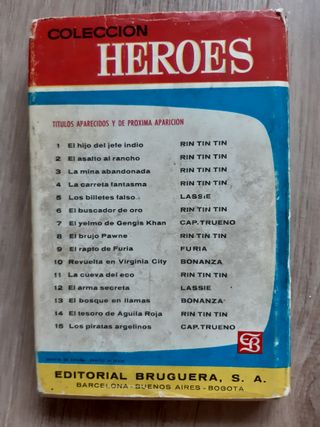 COLECCION
HEROES
TITULOS APARECIDOS Y DE PROXIMA APARICION
1 El hijo del jefe indio RIN TIN TIN
2 El asalto al rancho RIN TIN TIN
3 La mina abandonada RIN TIN TIN
4 La carreta fantasma RIN TIN TIN
5 Los billetes falso LASSIE
6 El buscador de oro RIN TIN TIN
7 El yelmo de Gengis Khan CAP. TRUENO
8 El brujo Pawne RIN TIN TIN
9 El rapto de Furia FURIA
10 Revuelta en Virginia City BONANZA
11 La cueva del eco RIN TIN TIN
12 El arma secreta LASSIE
13 El bosque en llamas BONANZA
14 El tesoro de Águila Roja RIN TIN TIN
15 Los piratas argelinos CAP. TRUENO
EDITORIAL BRUGUERA, S. A.
BARCELONA - BUENOS AIRES - BOGOTA